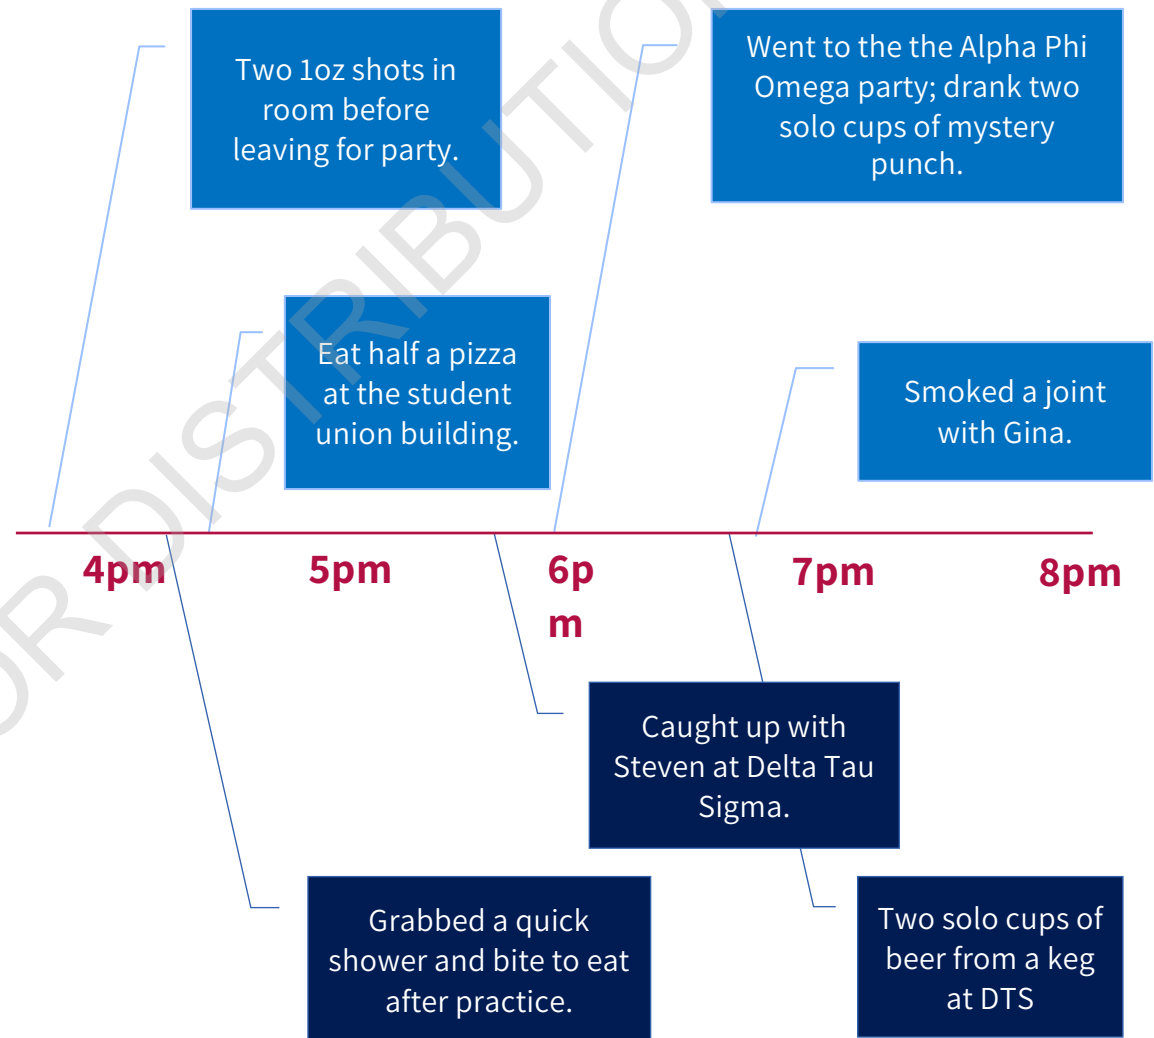 Two 1oz shots in
room before
leaving for party.
Went to the the Alpha Phi
Omega party; drank two
solo cups of mystery
punch.
Eat half a pizza
at the student
union building.
Smoked a joint
with Gina.
4pm
5pm
6p
m
7pm
8pm
Caught up with
Steven at Delta Tau
Sigma.
Grabbed a quick
shower and bite to eat
after practice.
Two solo cups of
beer from a keg
at DTS
OR DISTRIBUTIO